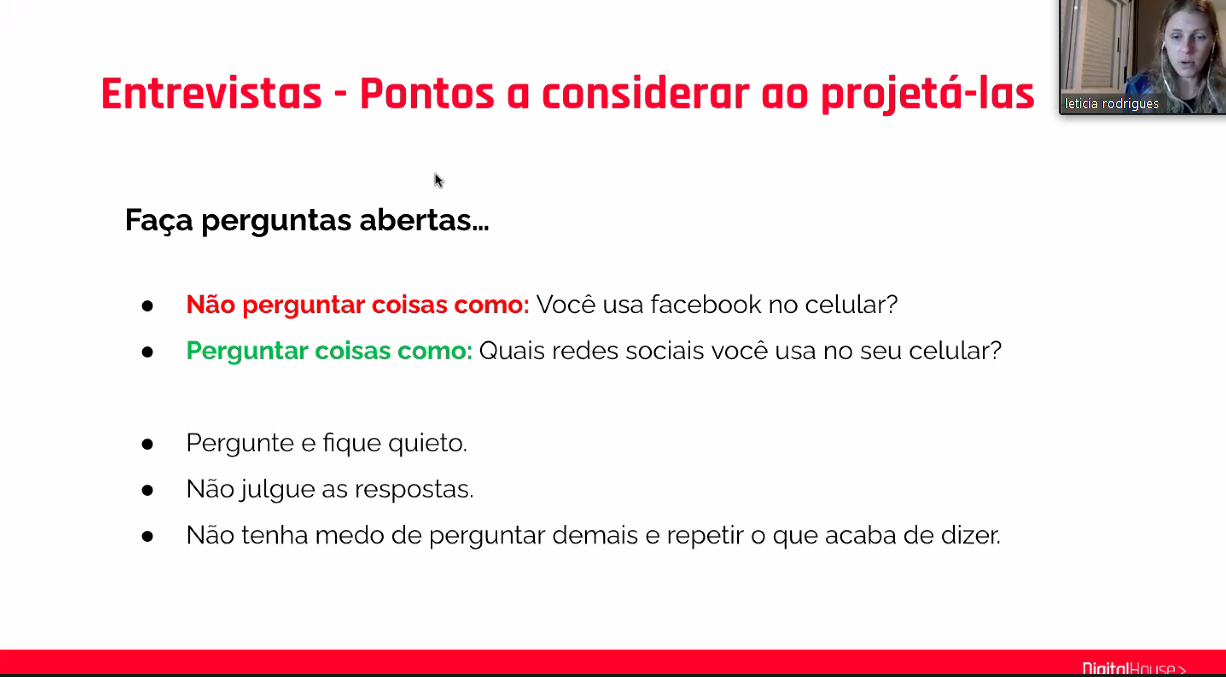 Entrevistas - Pontos a considerar ao projetá-las
leticia rodrigues
Faça perguntas abertas...
● Não perguntar coisas como: Você usa facebook no celular?
● Perguntar coisas como: Quais redes sociais você usa no seu celular?
● Pergunte e fique quieto.
● Não julgue as respostas.
● Não tenha medo de perguntar demais e repetir o que acaba de dizer.
DigitalHouse>